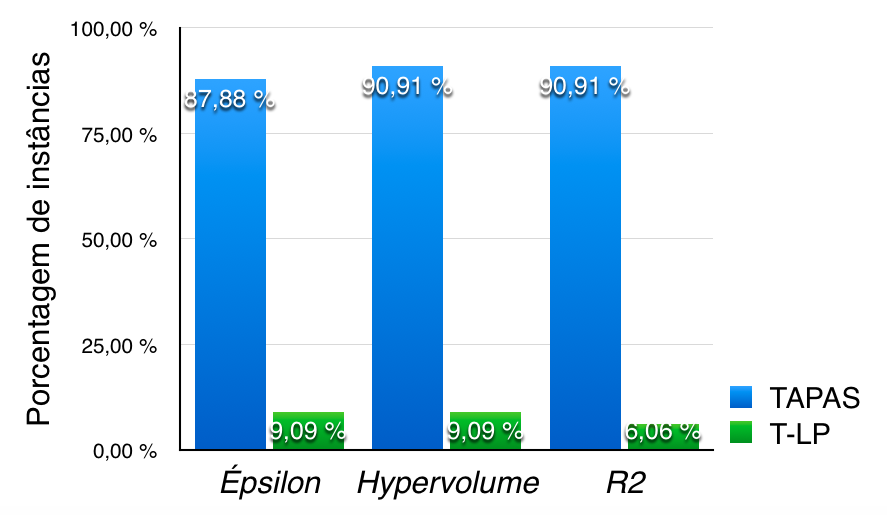 100,00 %
75,00 %
50,00 %
25,00 %
0,00 %
Porcentagem de instâncias
87,88 %
9,09 %
90,91 %
9,09 %
90,91 %
6,06 %
Épsilon
Hypervolume
R2
TAPAS
T-LP